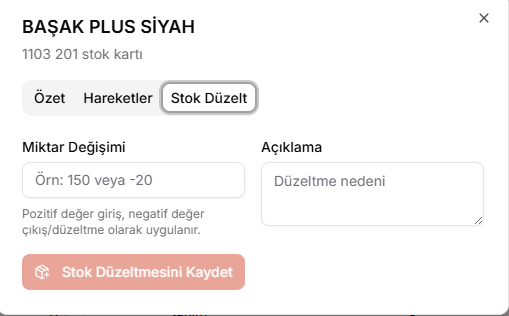 BAŞAK PLUS SİYAH
1103 201 stok kartı
Özet
Hareketler
Stok Düzelt
Miktar Değişimi
Örn: 150 veya -20
Pozitif değer giriş, negatif değer
çıkış/düzeltme olarak uygulanır.
Açıklama
Düzeltme nedeni
Stok Düzeltmesini Kaydet